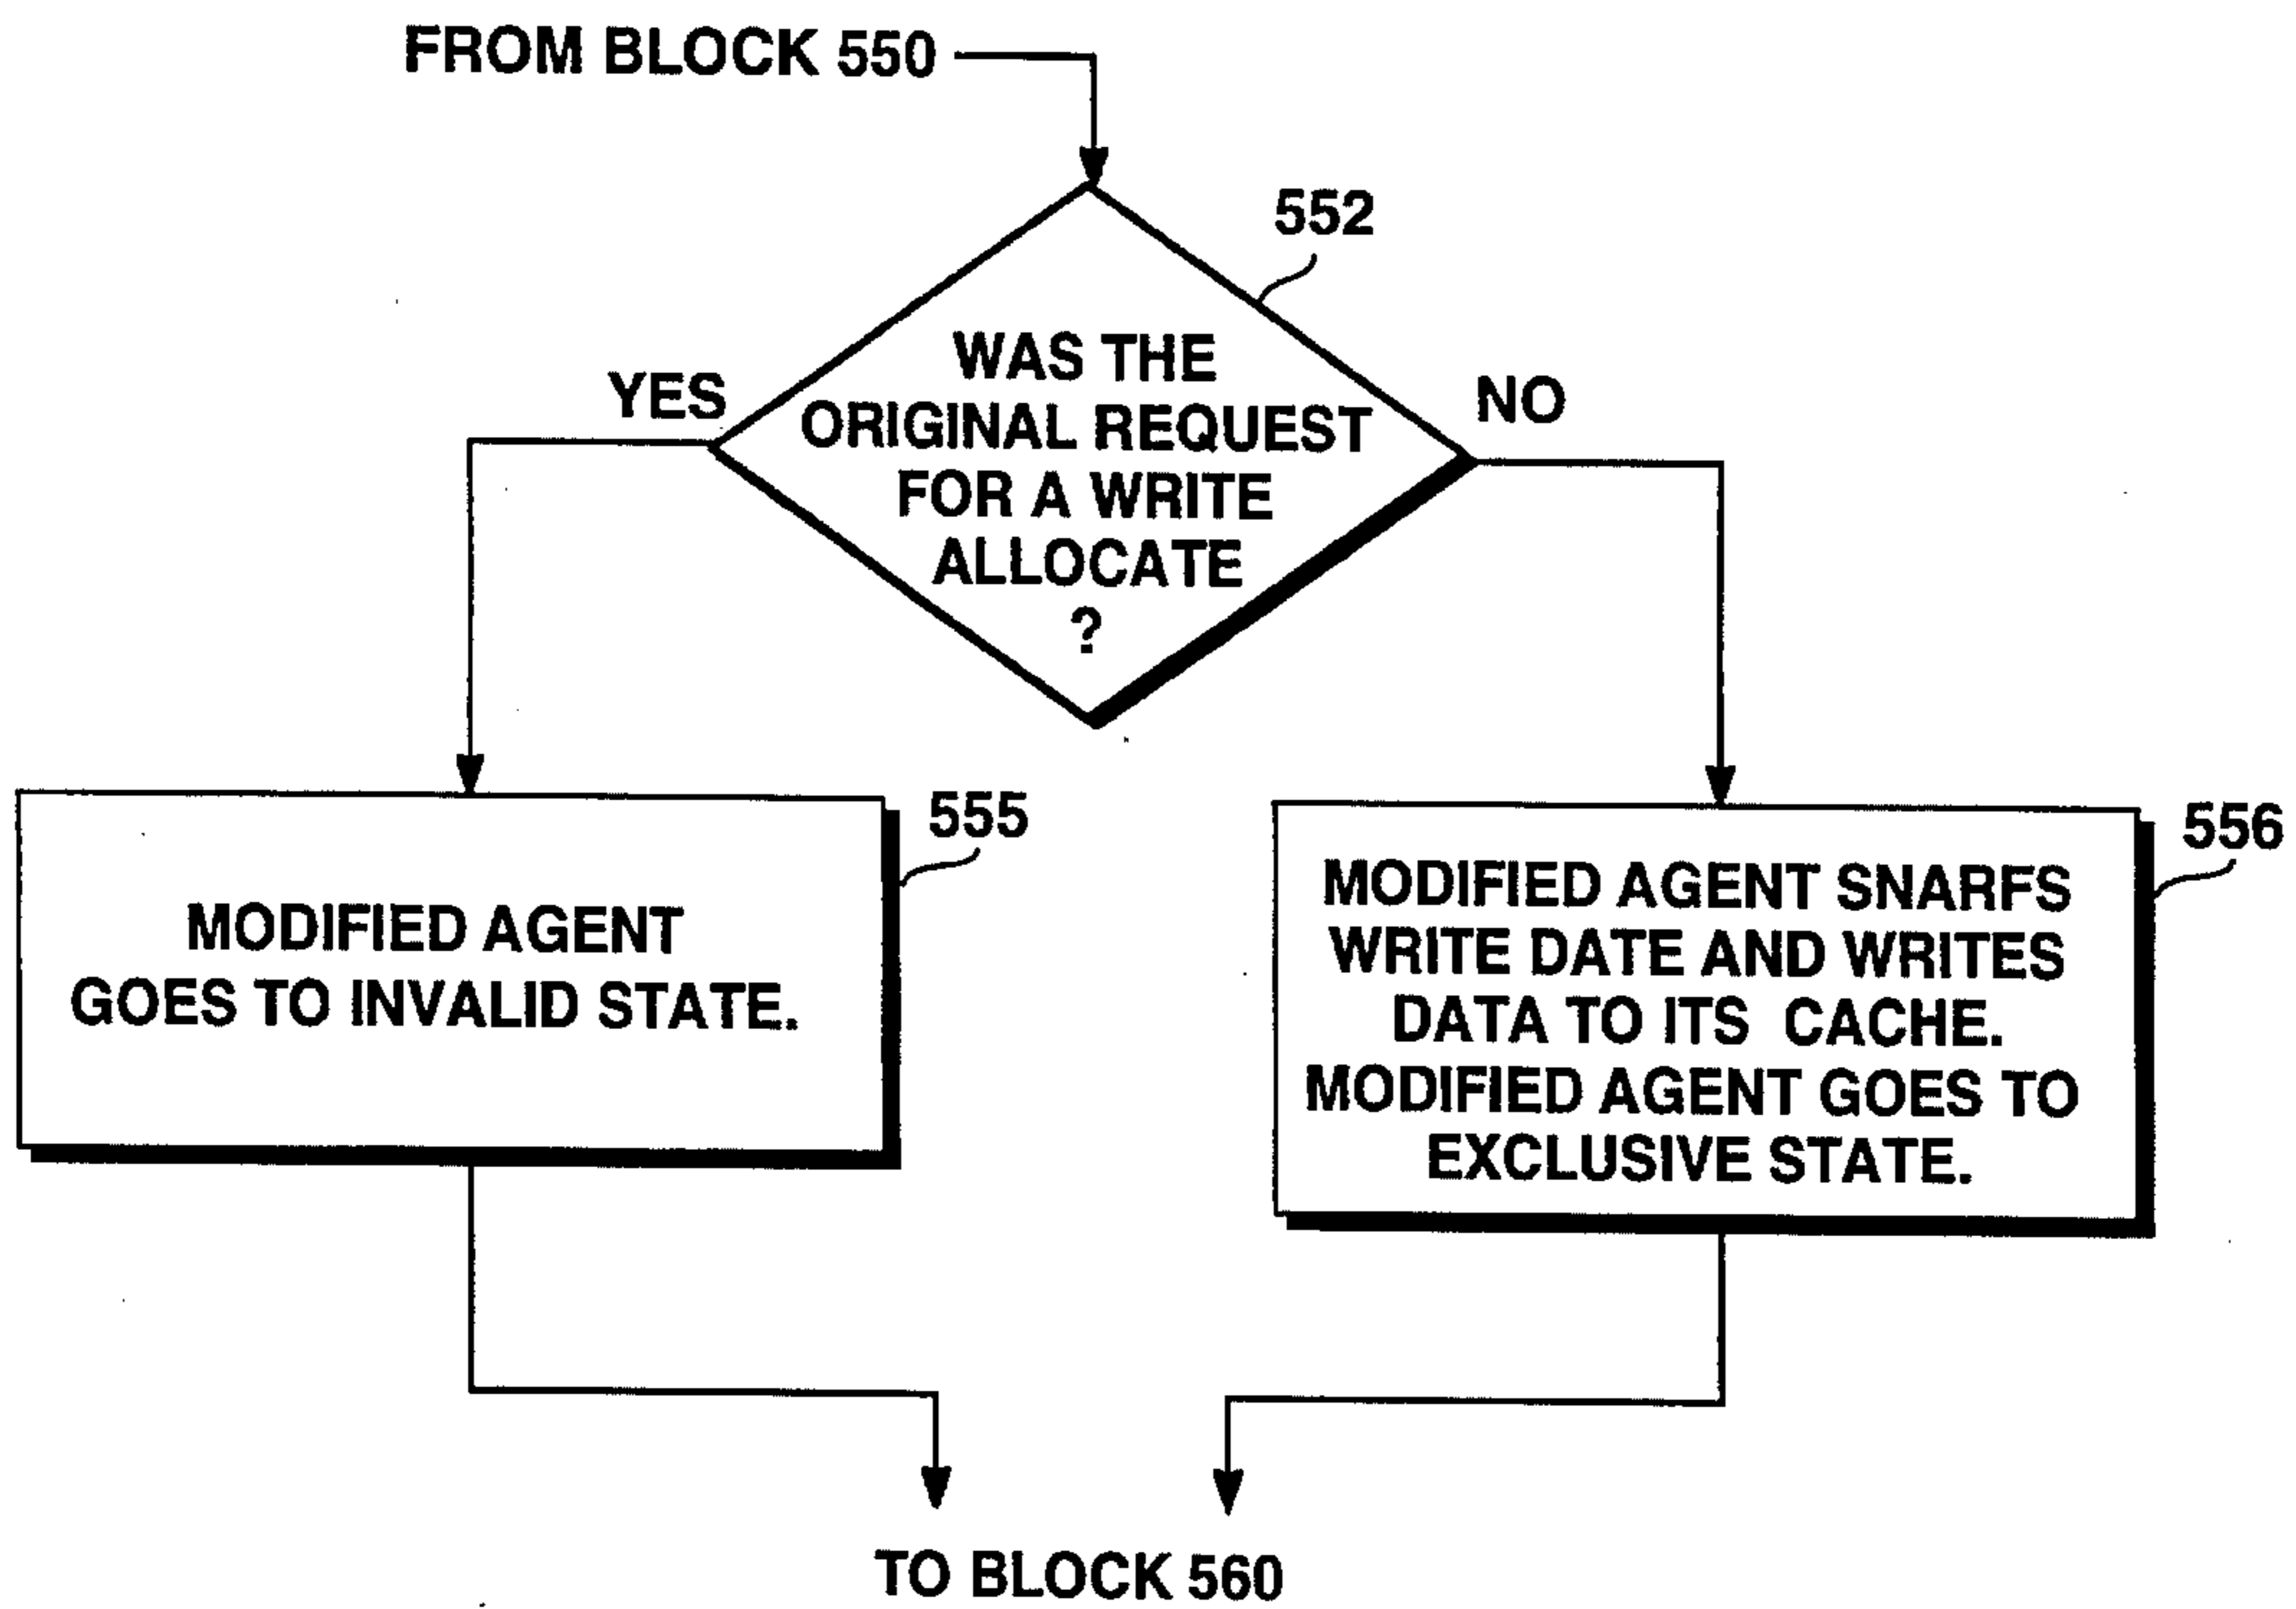 FROM BLOCK 550
552
WAS THE
ORIGINAL REQUEST
FOR A WRITE
ALLOCATE
?
YES
NO
555
MODIFIED AGENT
GOES TO INVALID STATE.
556
MODIFIED AGENT SNARFS
WRITE DATE AND WRITES
DATA TO ITS CACHE.
MODIFIED AGENT GOES TO
EXCLUSIVE STATE.
TO BLOCK 560